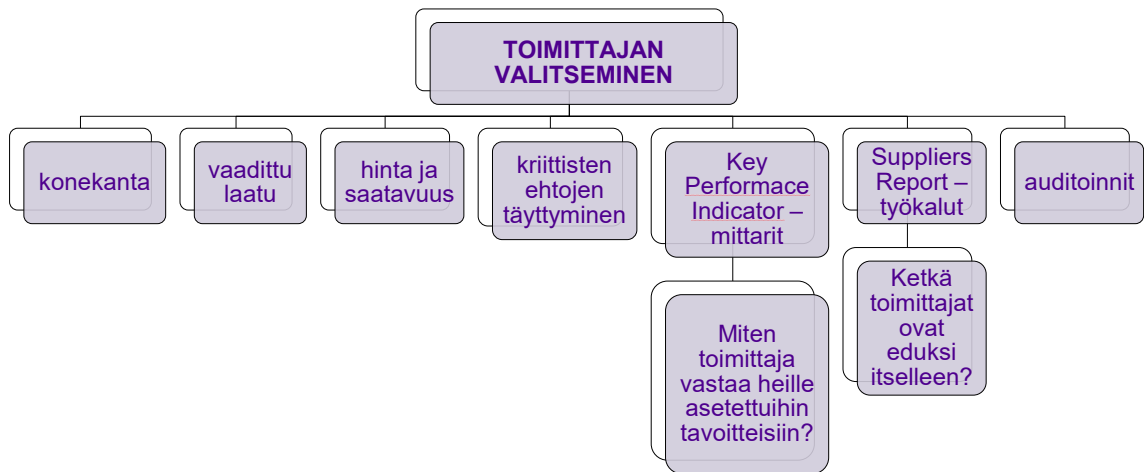 TOIMITTAJAN
VALITSEMINEN
konekanta
vaadittu
laatu
hinta ja
saatavuus
kriittisten
ehtojen
täyttyminen
Key
Performace
Indicator –
mittarit
Suppliers
Report –
työkalut
auditoinnit
Miten
toimittaja
vastaa heille
asetettuihin
tavoitteisiin?
Ketkä
toimittajat
ovat
eduksi
itselleen?